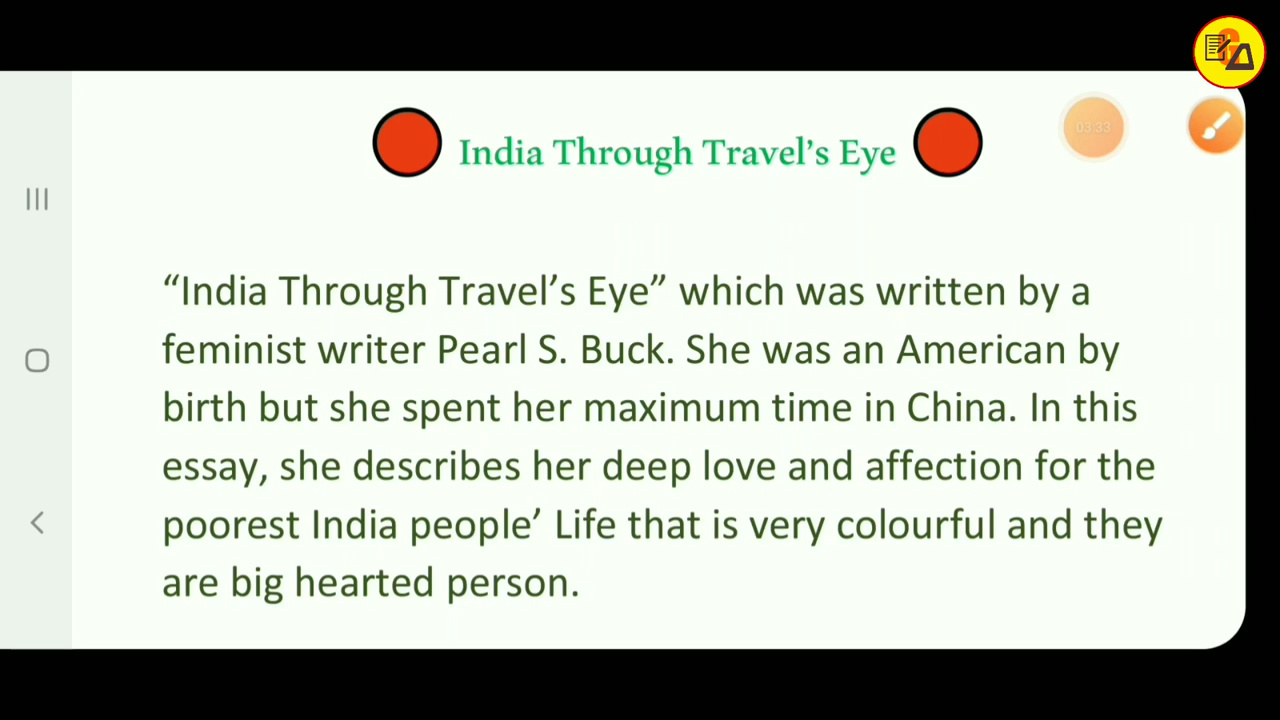 03:33
India Through Travel’s Eye
“India Through Travel’s Eye” which was written by a
feminist writer Pearl S. Buck. She was an American by
birth but she spent her maximum time in China. In this
essay, she describes her deep love and affection for the
poorest India people’ Life that is very colourful and they
are big hearted person.